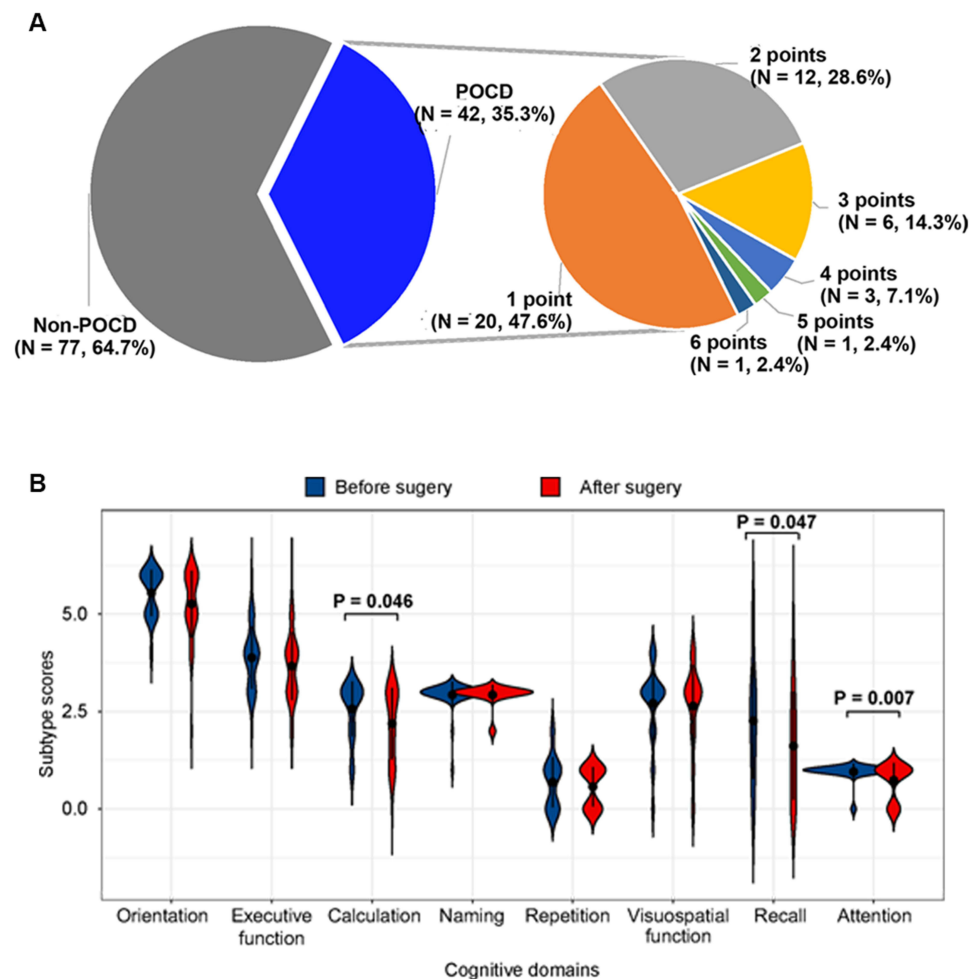 A
2 points
(N = 12, 28.6%)
POCD
(N = 42, 35.3%)
3 points
(N = 6, 14.3%)
4 points
(N = 3, 7.1%)
1 point
(N = 20, 47.6%)
5 points
(N = 1, 2.4%)
6 points
(N = 1, 2.4%)
Non-POCD
(N = 77, 64.7%)
B
Before sugery
After sugery
P = 0.047
P = 0.046
P = 0.007
5.0
2.5
0.0
Subtype scores
Orientation
Executive
function
Calculation
Naming
Repetition
Visuospatial
function
Recall
Attention
Cognitive domains